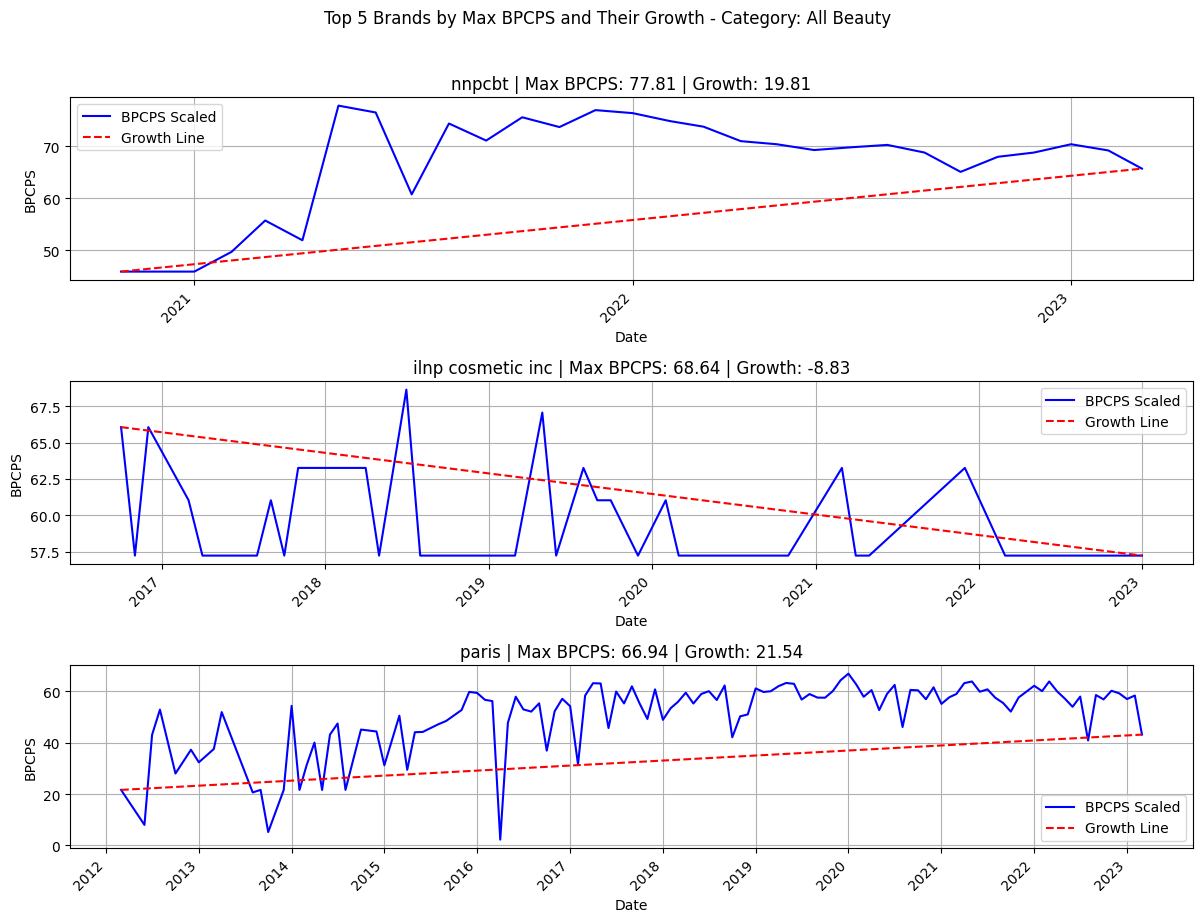 Top 5 Brands by Max BPCPS and Their Growth - Category: All Beauty
nnpcbt | Max BPCPS: 77.81 | Growth: 19.81
BPCPS Scaled
Growth Line
70
60
50
BPCPS
2021
2022
2023
Date
ilnp cosmetic inc | Max BPCPS: 68.64 | Growth: -8.83
BPCPS Scaled
Growth Line
67.5
65.0
62.5
60.0
57.5
BPCPS
2017
2018
2019
2020
2021
2022
2023
Date
paris | Max BPCPS: 66.94 | Growth: 21.54
BPCPS Scaled
Growth Line
60
40
20
0
BPCPS
2012
2013
2014
2015
2016
2017
2018
2019
2020
2021
2022
2023
Date